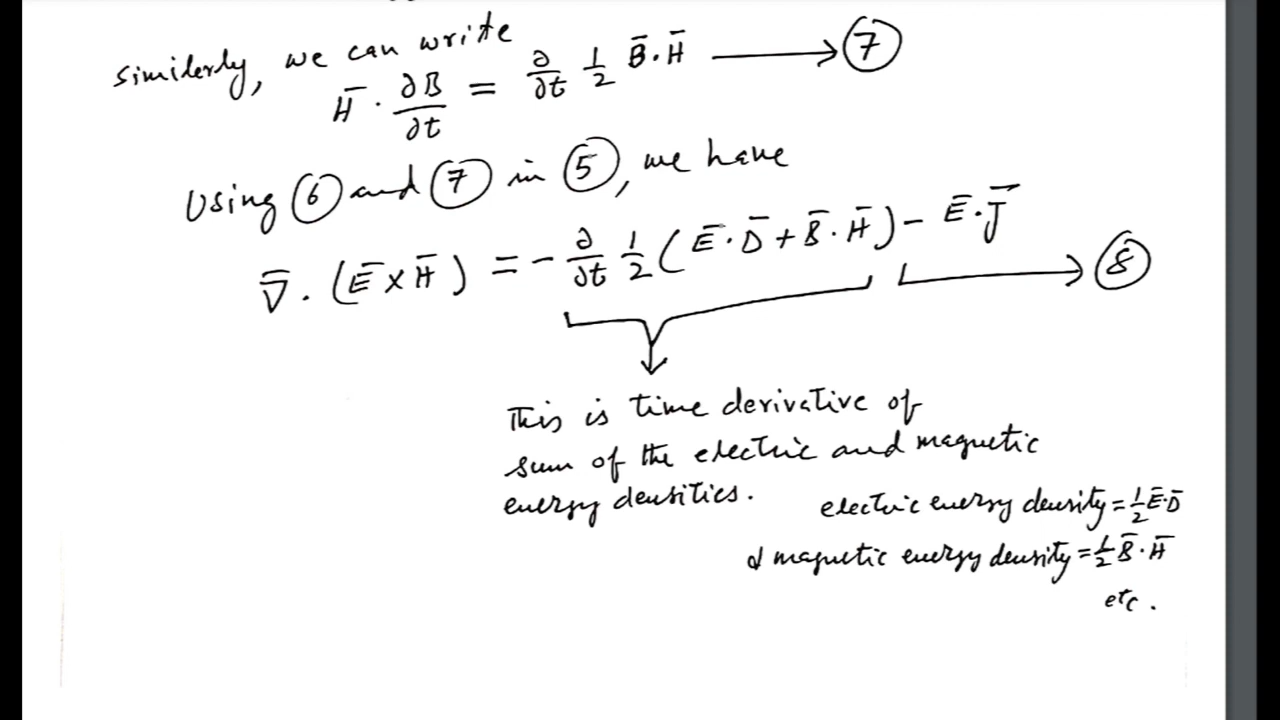 similerly, we can write
H̄ · ∂B/∂t = ∂/∂t 1/2 B̄·H̄ ⟶ ⑦
Using ⑥ and ⑦ in ⑤, we have
∇̄ · (Ē × H̄) = - ∂/∂t 1/2 (Ē·D̄ + B̄·H̄) - Ē·J̄ ⟶ ⑧
This is time derivative of
sum of the electric and magnetic
energy densities.
electric energy density = 1/2 Ē·D̄
& magnetic energy density = 1/2 B̄·H̄
etc.